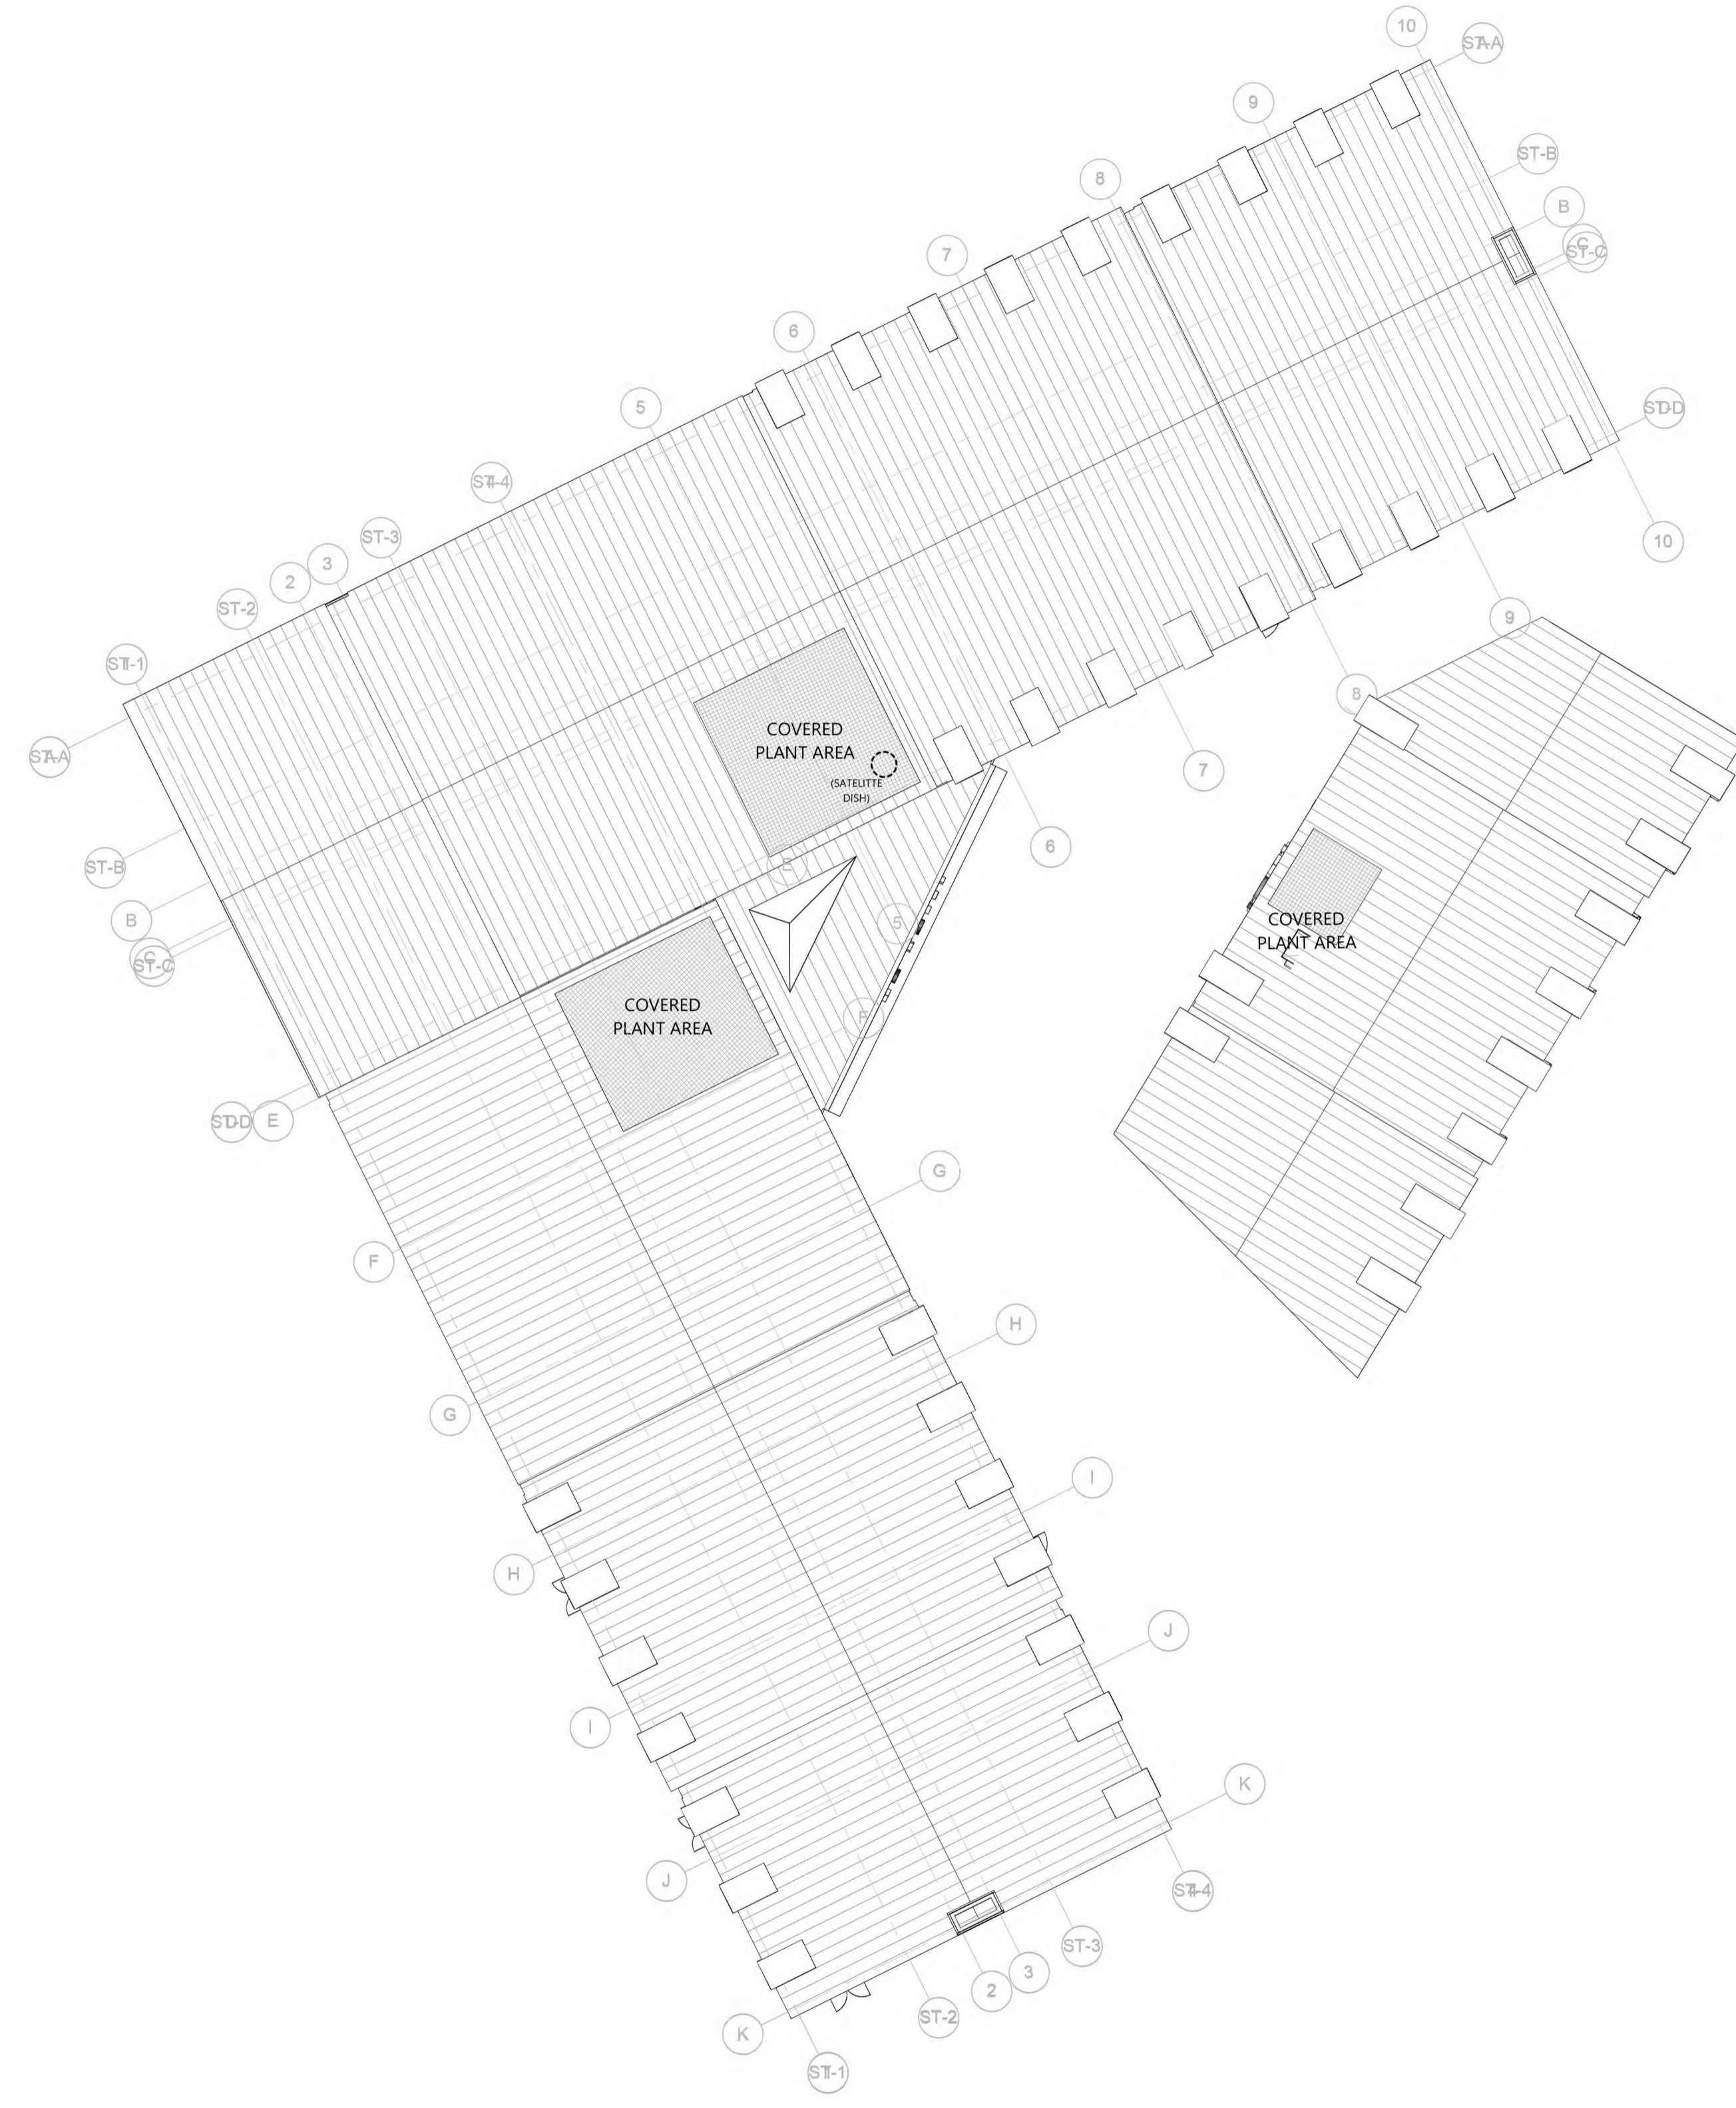 10
ST-A
9
ST-B
8
B
C
ST-C
7
6
5
ST-D
ST-4
ST-3
10
3
2
ST-2
9
ST-1
8
COVERED
PLANT AREA
ST-A
7
(SATELITTE
DISH)
6
ST-B
E
B
5
COVERED
PLANT AREA
C
ST-C
COVERED
PLANT AREA
F
ST-D
E
G
F
H
G
I
H
J
I
K
J
ST-4
ST-3
3
2
ST-2
K
ST-1